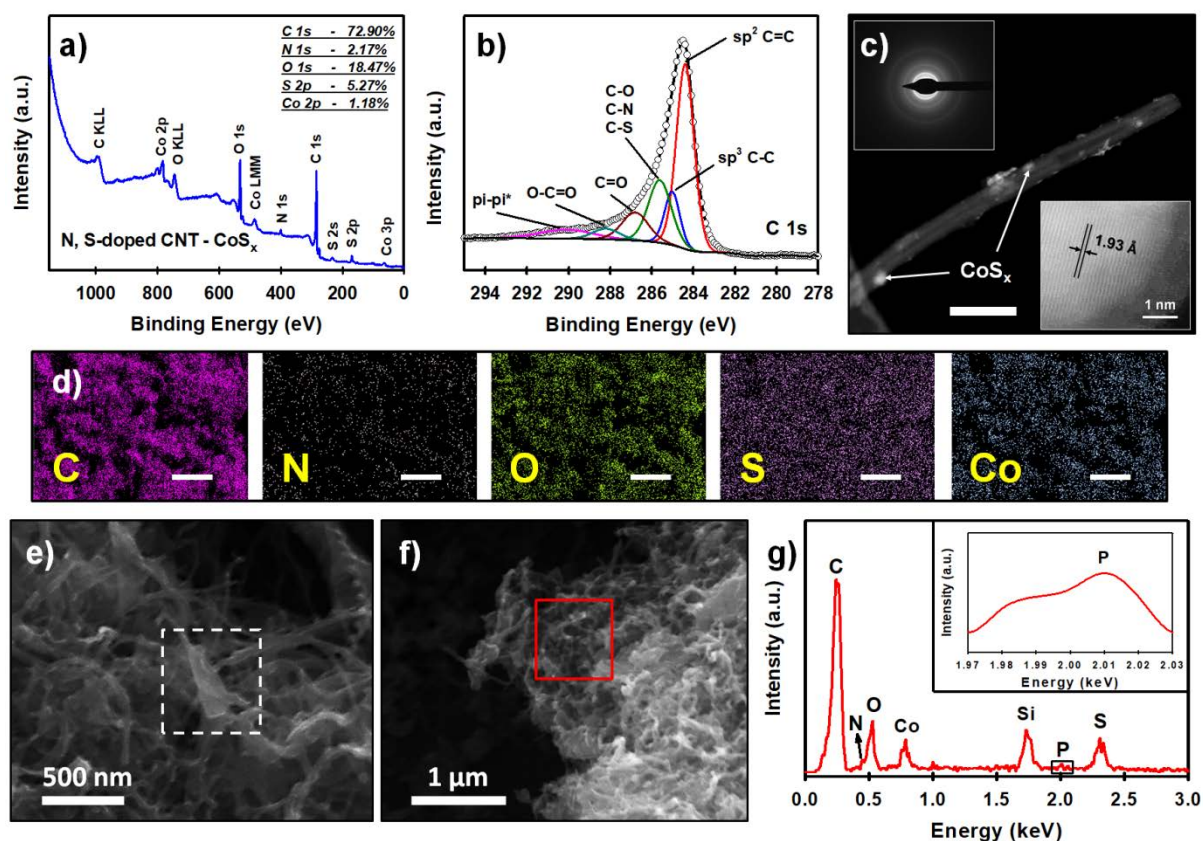 a)
C 1s - 72.90%
N 1s - 2.17%
O 1s - 18.47%
S 2p - 5.27%
Co 2p - 1.18%
C KLL
Co 2p
O KLL
O 1s
Co LMM
N 1s
C 1s
S 2s
S 2p
Co 3p
N, S-doped CNT - CoSₓ
Intensity (a.u.)
1000 800 600 400 200 0
Binding Energy (eV)
b)
sp² C=C
C-O
C-N
C-S
sp³ C-C
C=O
O-C=O
pi-pi*
C 1s
Intensity (a.u.)
294 292 290 288 286 284 282 280 278
Binding Energy (eV)
c)
CoSₓ
1.93 Å
1 nm
d)
C
N
O
S
Co
e)
500 nm
f)
1 µm
g)
C
N
O
Co
Si
P
S
Intensity (a.u.)
0.0 0.5 1.0 1.5 2.0 2.5 3.0
Energy (keV)
P
Intensity (a.u.)
1.97 1.98 1.99 2.00 2.01 2.02 2.03
Energy (keV)